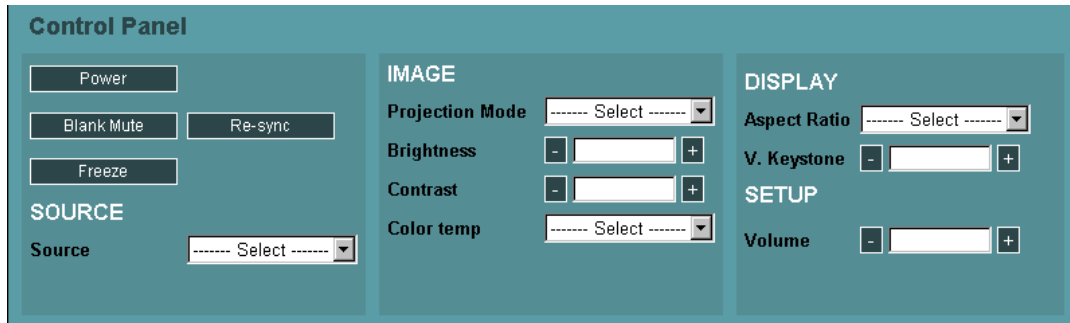 Control Panel
Power
Blank Mute Re-sync
Freeze
SOURCE
Source ------- Select -------
IMAGE
Projection Mode ------ Select -------
Brightness - +
Contrast - +
Color temp ------- Select -------
DISPLAY
Aspect Ratio ------- Select -------
V. Keystone - +
SETUP
Volume - +